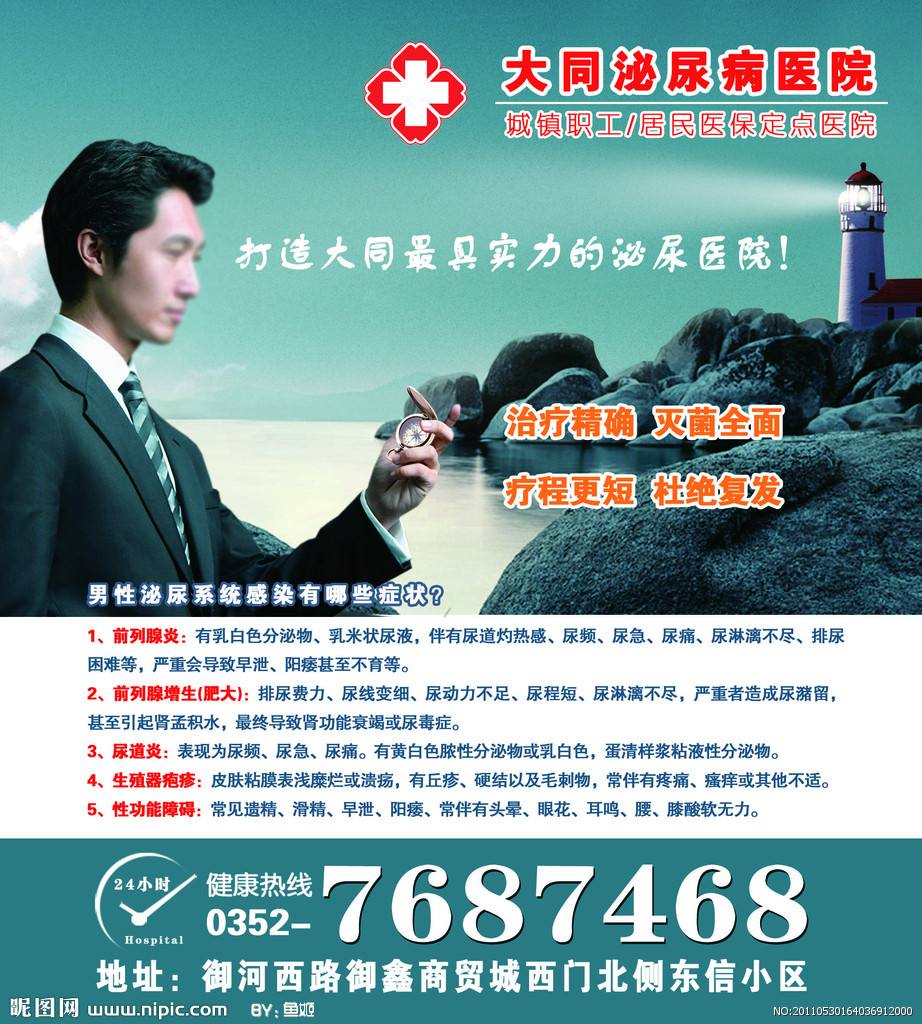 大同泌尿病医院
城镇职工/居民医保定点医院
打造大同最具实力的泌尿医院!
治疗精确 灭菌全面
疗程更短 杜绝复发
男性泌尿系统感染有哪些症状?
1、前列腺炎：有乳白色分泌物、乳米状尿液，伴有尿道灼热感、尿频、尿急、尿痛、尿淋漓不尽、排尿
困难等，严重会导致早泄、阳痿甚至不育等。
2、前列腺增生(肥大)：排尿费力、尿线变细、尿动力不足、尿程短、尿淋漓不尽，严重者造成尿潴留，
甚至引起肾盂积水，最终导致肾功能衰竭或尿毒症。
3、尿道炎：表现为尿频、尿急、尿痛。有黄白色脓性分泌物或乳白色，蛋清样浆粘液性分泌物。
4、生殖器疱疹：皮肤粘膜表浅糜烂或溃疡，有丘疹、硬结以及毛刺物，常伴有疼痛、瘙痒或其他不适。
5、性功能障碍：常见遗精、滑精、早泄、阳痿、常伴有头晕、眼花、耳鸣、腰、膝酸软无力。
24小时
Hospital
健康热线
0352-7687468
地址：御河西路御鑫商贸城西门北侧东信小区
昵图网 www.nipic.com BY:鱼姬
NO:20110530164036912000